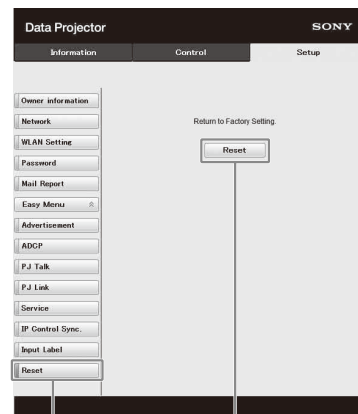 Data Projector
SONY
Information
Control
Setup
Owner information
Network
WLAN Setting
Password
Mail Report
Easy Menu
Advertisement
ADCP
PJ Talk
PJ Link
Service
IP Control Sync.
Input Label
Reset
Return to Factory Setting.
Reset